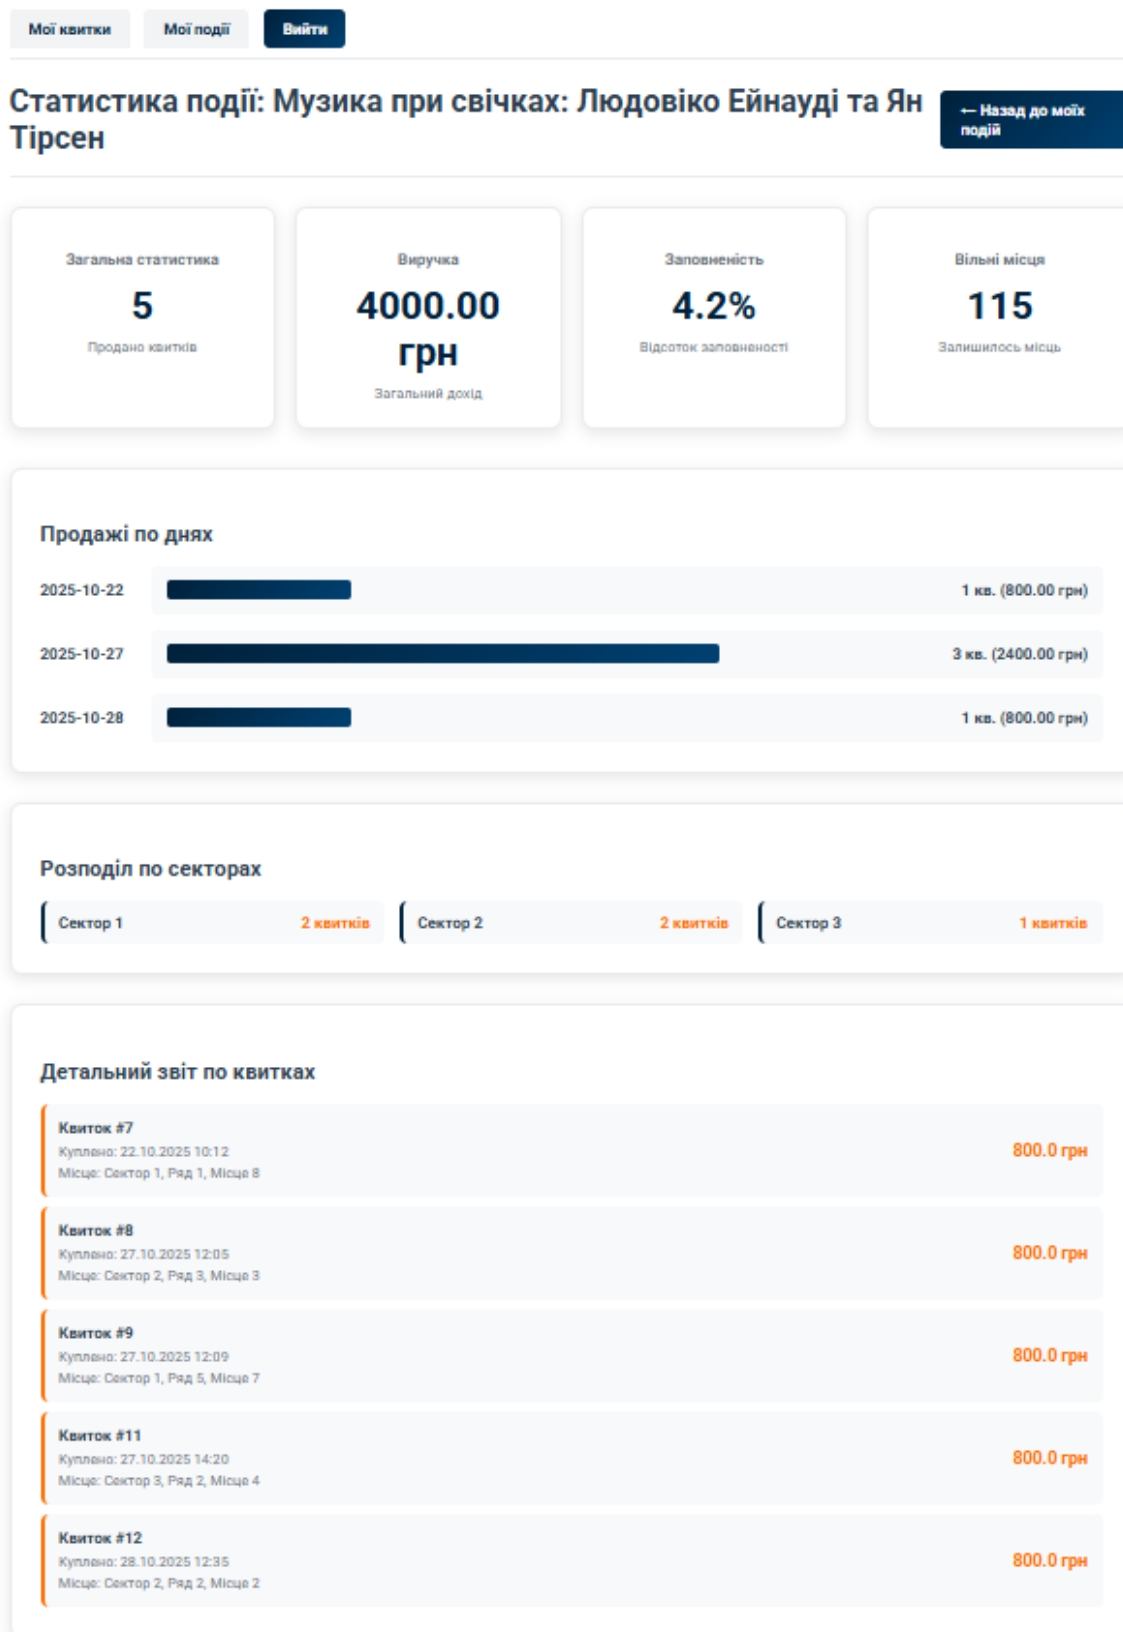 Мої квитки Мої події Вийти
Статистика події: Музика при свічках: Людовіко Ейнауді та Ян
Тірсен
← Назад до моїх
подій
Загальна статистика
5
Продано квитків
Виручка
4000.00
грн
Загальний дохід
Заповненість
4.2%
Відсоток заповненості
Вільні місця
115
Залишилось місць
Продажі по днях
2025-10-22 1 кв. (800.00 грн)
2025-10-27 3 кв. (2400.00 грн)
2025-10-28 1 кв. (800.00 грн)
Розподіл по секторах
Сектор 1 2 квитків Сектор 2 2 квитків Сектор 3 1 квитків
Детальний звіт по квитках
Квиток #7
Куплено: 22.10.2025 10:12
Місце: Сектор 1, Ряд 1, Місце 8
800.0 грн
Квиток #8
Куплено: 27.10.2025 12:05
Місце: Сектор 2, Ряд 3, Місце 3
800.0 грн
Квиток #9
Куплено: 27.10.2025 12:09
Місце: Сектор 1, Ряд 5, Місце 7
800.0 грн
Квиток #11
Куплено: 27.10.2025 14:20
Місце: Сектор 3, Ряд 2, Місце 4
800.0 грн
Квиток #12
Куплено: 28.10.2025 12:35
Місце: Сектор 2, Ряд 2, Місце 2
800.0 грн